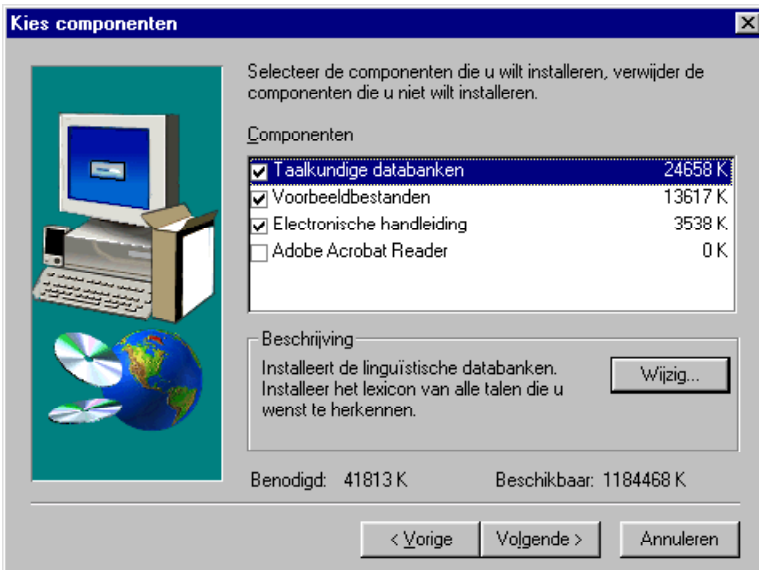 Kies componenten
Selecteer de componenten die u wilt installeren, verwijder de
componenten die u niet wilt installeren.
Componenten
Taalkundige databanken 24658 K
Voorbeeldbestanden 13617 K
Electronische handleiding 3538 K
Adobe Acrobat Reader 0 K
Beschrijving
Installeert de linguïstische databanken.
Installeer het lexicon van alle talen die u
wenst te herkennen.
Wijzig...
Benodigd: 41813 K Beschikbaar: 1184468 K
< Vorige Volgende > Annuleren